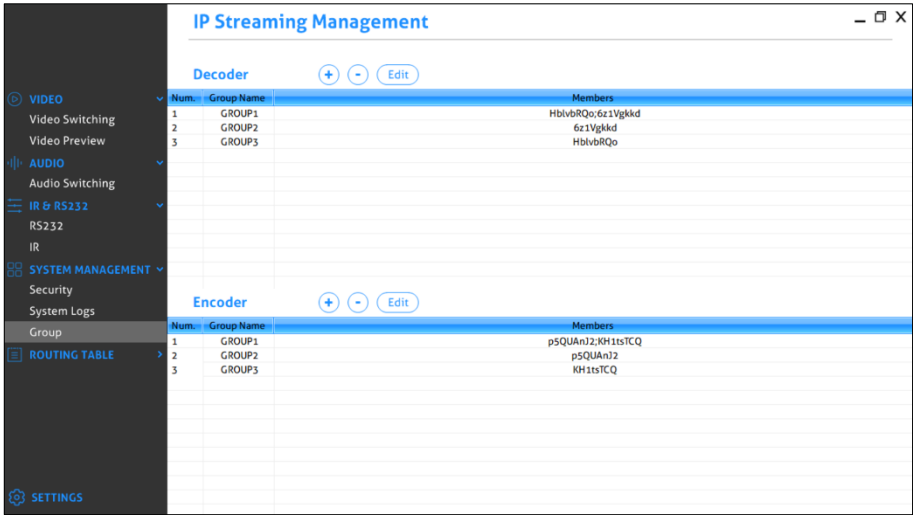 IP Streaming Management
VIDEO
Video Switching
Video Preview
AUDIO
Audio Switching
IR & RS232
RS232
IR
SYSTEM MANAGEMENT
Security
System Logs
Group
ROUTING TABLE
SETTINGS
Decoder + - Edit
Num. Group Name Members
1 GROUP1 HblvbRQo;6z1Vgkkd
2 GROUP2 6z1Vgkkd
3 GROUP3 HblvbRQo
Encoder + - Edit
Num. Group Name Members
1 GROUP1 p5QUAnJ2;KH1tsTCQ
2 GROUP2 p5QUAnJ2
3 GROUP3 KH1tsTCQ